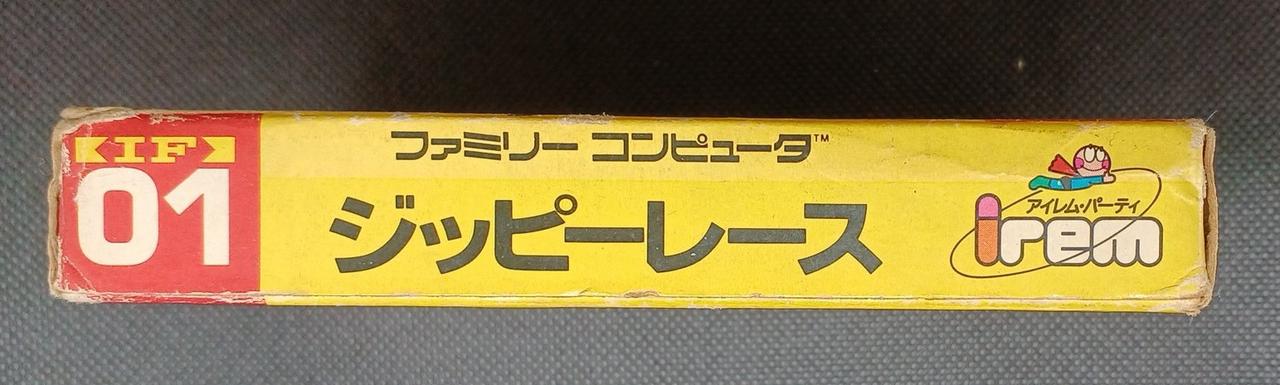 IF
01
ファミリー コンピュータ™
ジッピーレース
アイレム・パーティ
irem